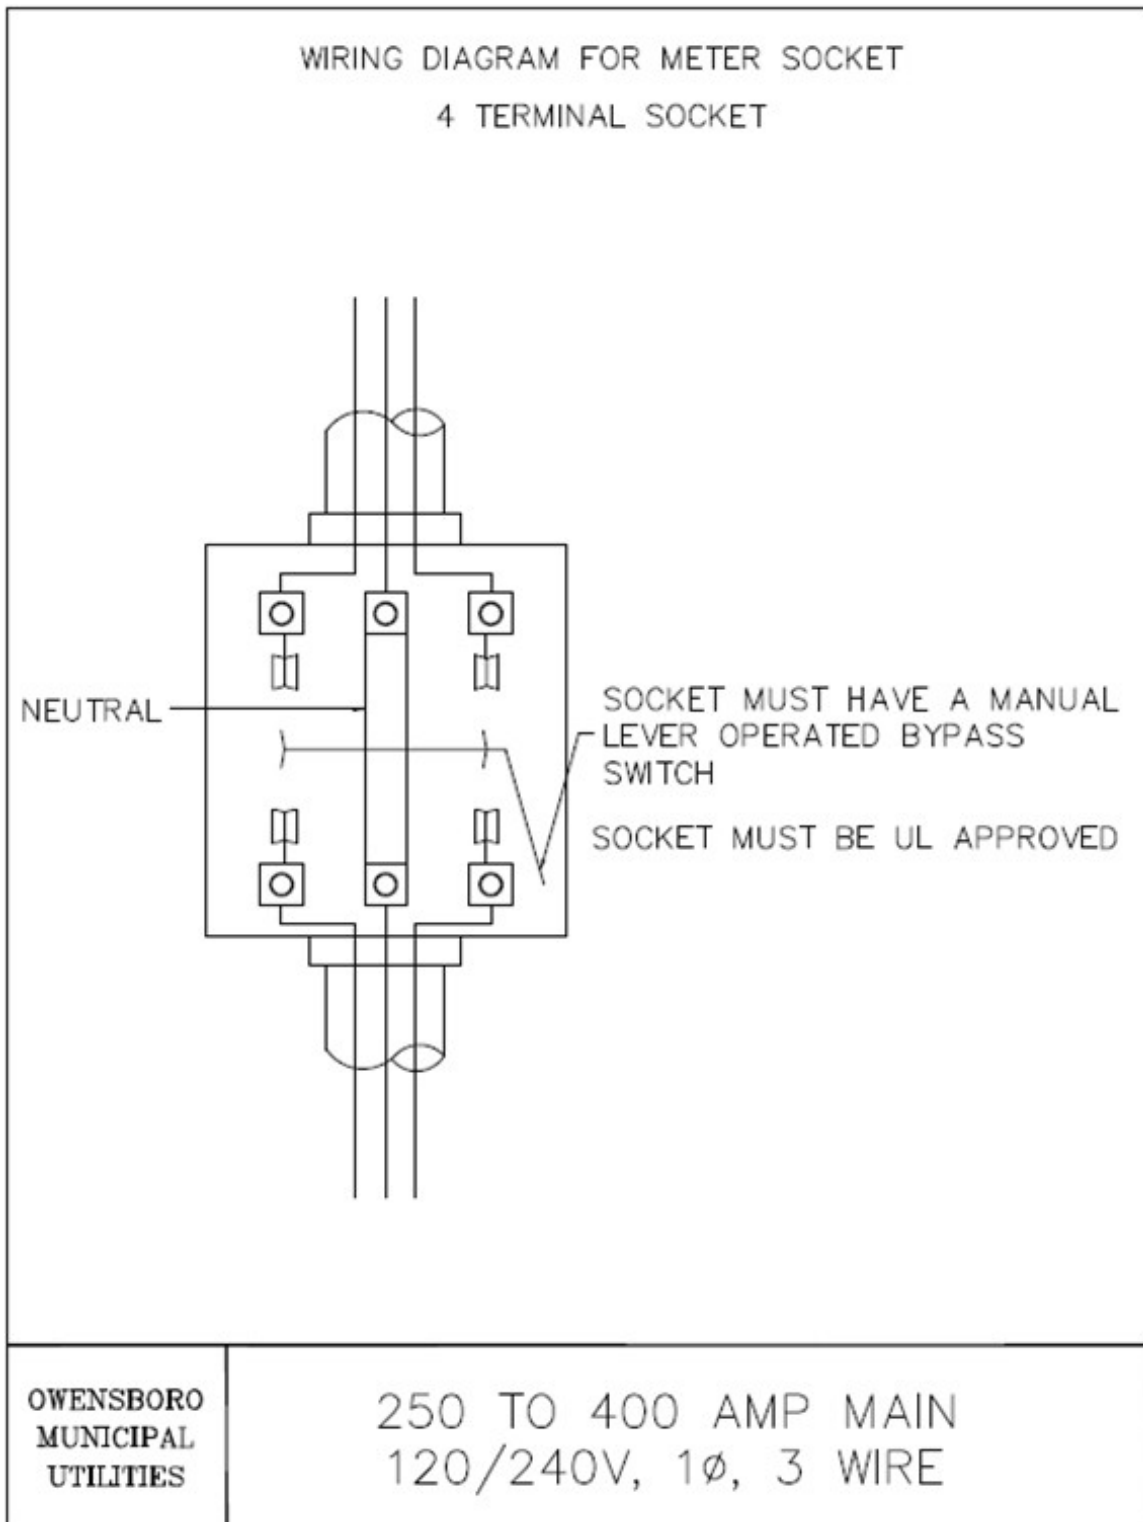 WIRING DIAGRAM FOR METER SOCKET
4 TERMINAL SOCKET
NEUTRAL
SOCKET MUST HAVE A MANUAL
LEVER OPERATED BYPASS
SWITCH
SOCKET MUST BE UL APPROVED
OWENSBORO
MUNICIPAL
UTILITIES
250 TO 400 AMP MAIN
120/240V, 1ø, 3 WIRE